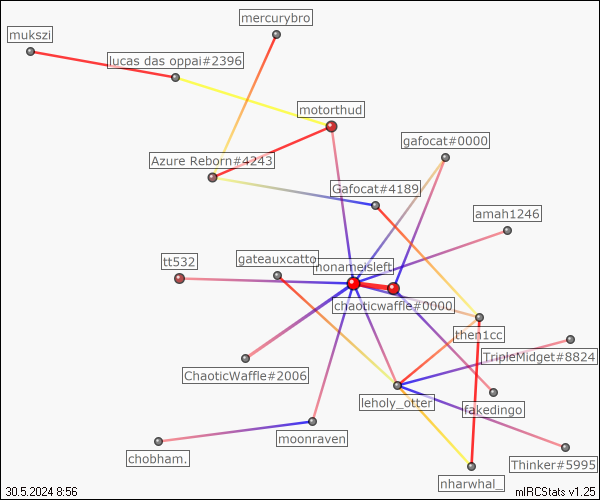 mercurybro
mukszi
lucas das oppai#2396
motorthud
gafocat#0000
Azure Reborn#4243
Gafocat#4189
amah1246
tt532
gateauxcatto
nonameisleft
chaoticwaffle#0000
then1cc
TripleMidget#8824
ChaoticWaffle#2006
leholy_otter
fakedingo
moonraven
chobham.
Thinker#5995
nharwhal_
30.5.2024 8:56
mIRCStats v1.25